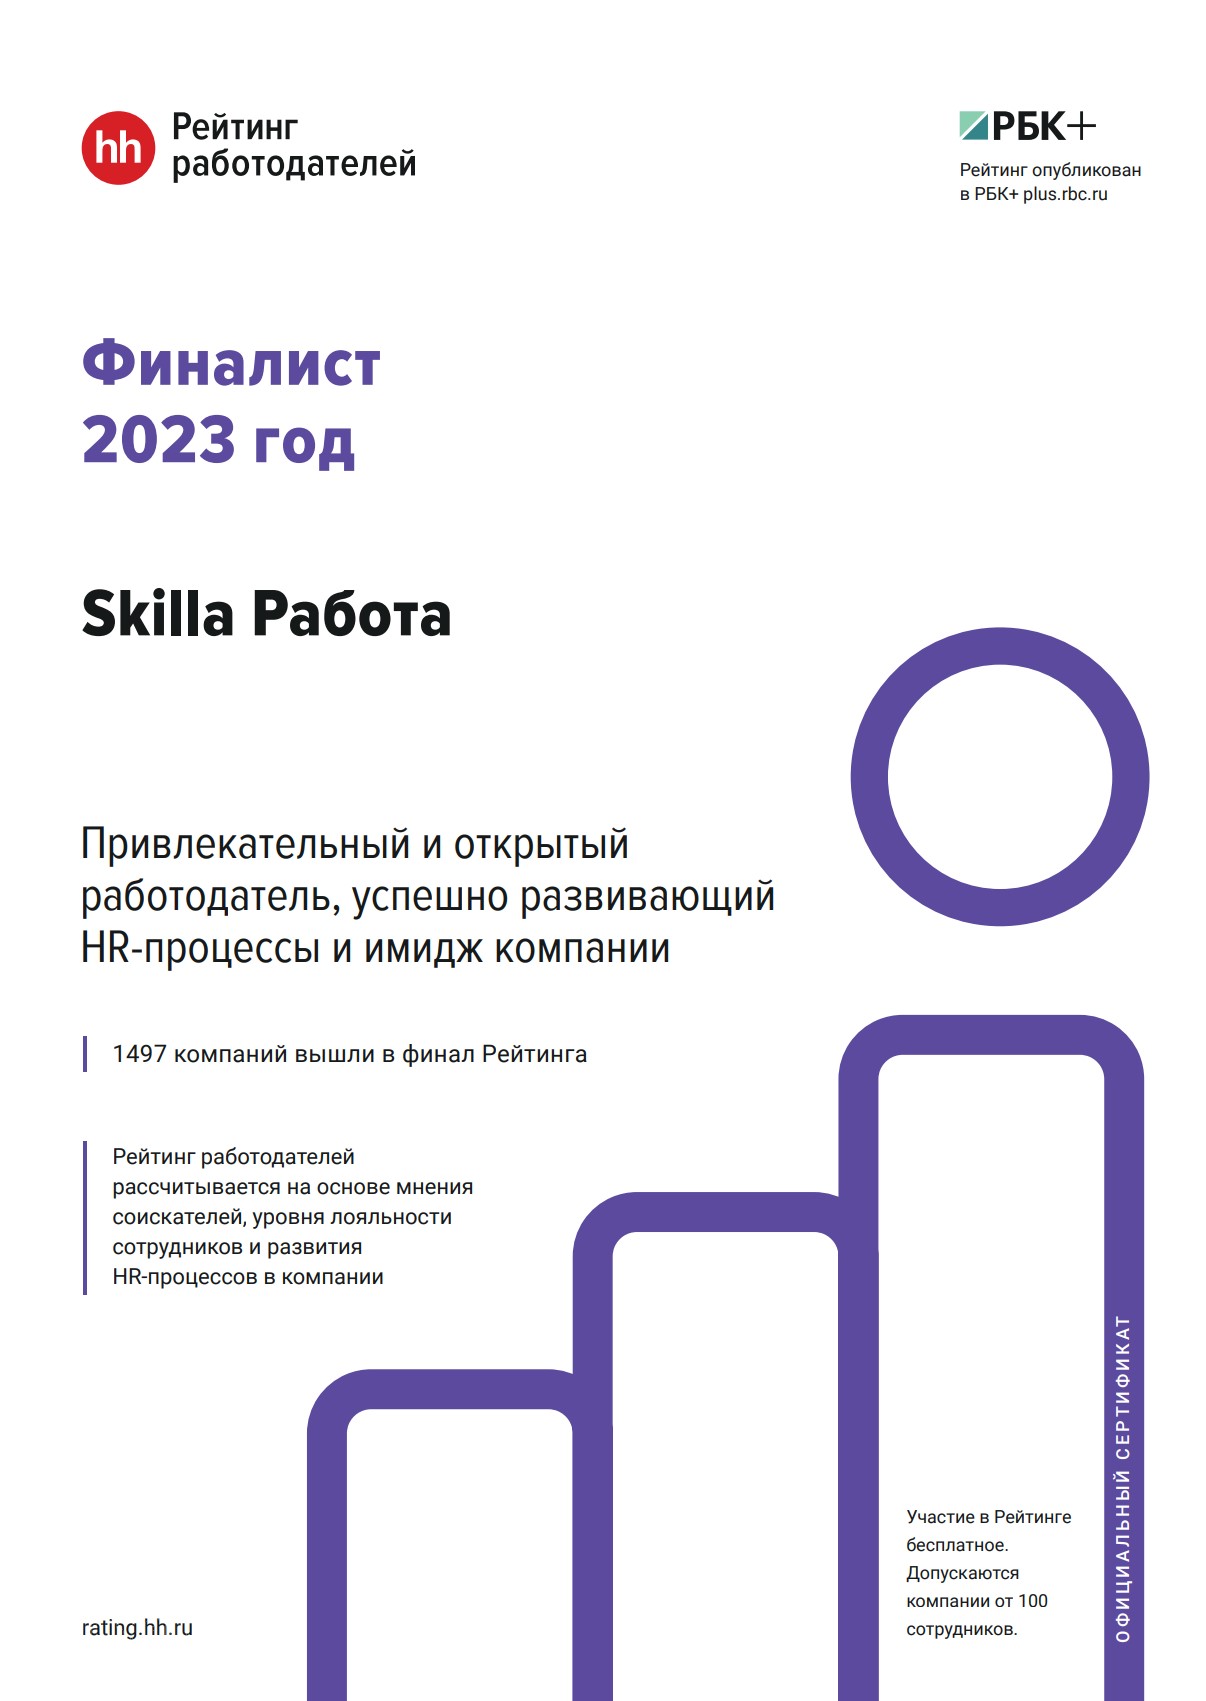 hh
Рейтинг
работодателей
РБК+
Рейтинг опубликован
в РБК+ plus.rbc.ru
Финалист
2023 год
Skilla Работа
Привлекательный и открытый
работодатель, успешно развивающий
HR-процессы и имидж компании
1497 компаний вышли в финал Рейтинга
Рейтинг работодателей
рассчитывается на основе мнения
соискателей, уровня лояльности
сотрудников и развития
HR-процессов в компании
ОФИЦИАЛЬНЫЙ СЕРТИФИКАТ
Участие в Рейтинге
бесплатное.
Допускаются
компании от 100
сотрудников.
rating.hh.ru